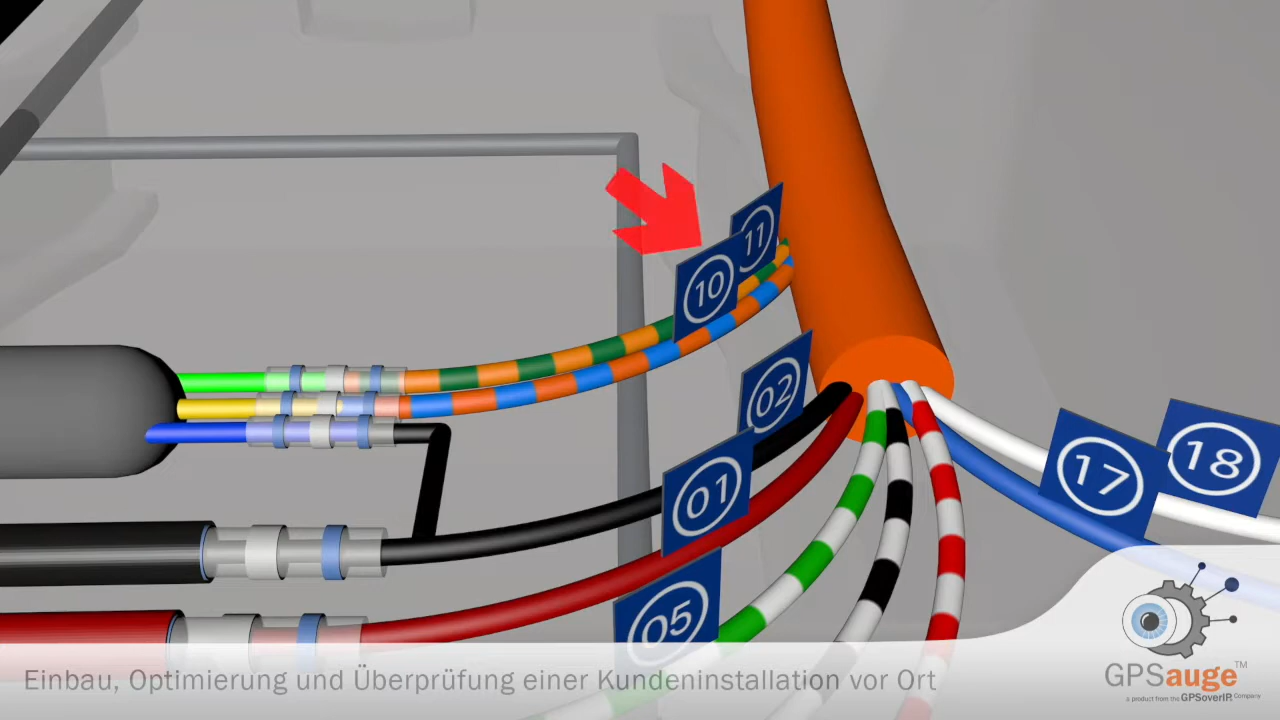 11
10
02
01
17
18
05
Einbau, Optimierung und Überprüfung einer Kundeninstallation vor Ort
GPSauge™
a product from the GPSoverIP Company